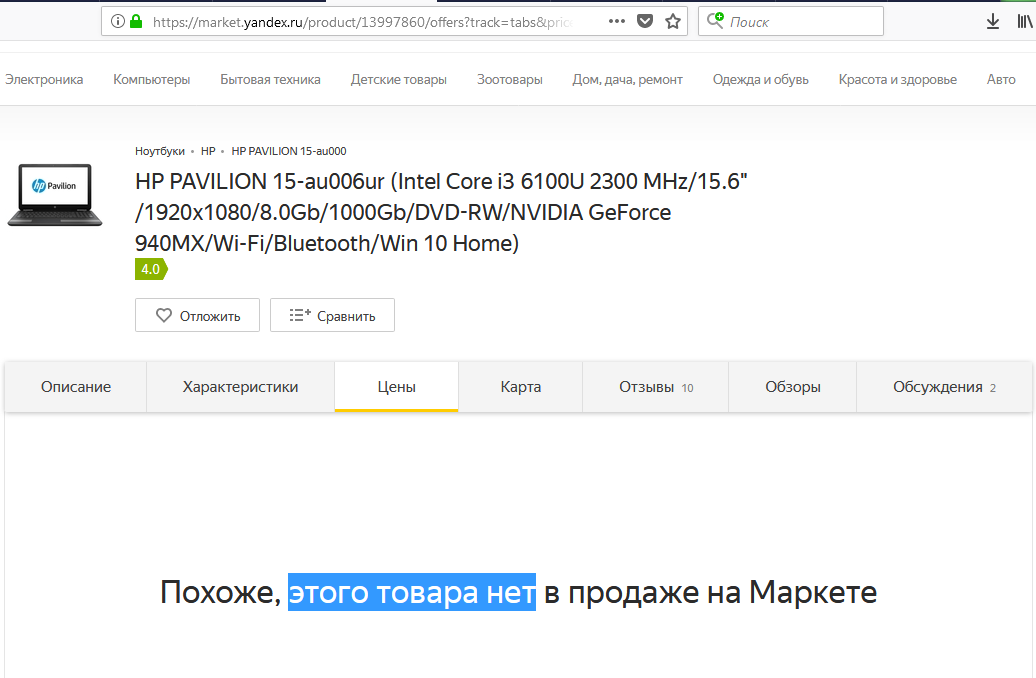 https://market.yandex.ru/product/13997860/offers?track=tabs&pric
Поиск
Электроника Компьютеры Бытовая техника Детские товары Зоотовары Дом, дача, ремонт Одежда и обувь Красота и здоровье Авто
Ноутбуки • HP • HP PAVILION 15-au000
hp Pavilion
HP PAVILION 15-au006ur (Intel Core i3 6100U 2300 MHz/15.6"
/1920x1080/8.0Gb/1000Gb/DVD-RW/NVIDIA GeForce
940MX/Wi-Fi/Bluetooth/Win 10 Home)
4.0
Отложить Сравнить
Описание Характеристики Цены Карта Отзывы 10 Обзоры Обсуждения 2
Похоже, этого товара нет в продаже на Маркете